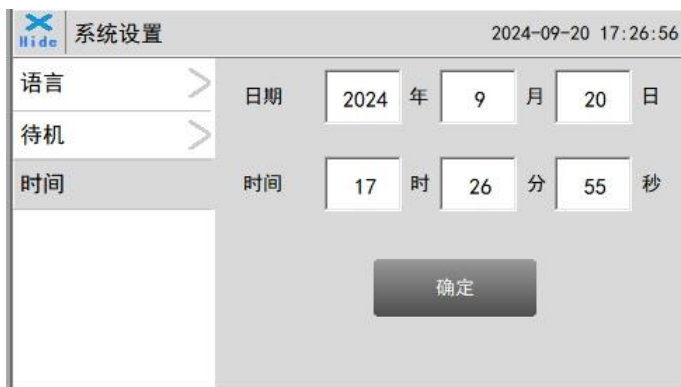 Hide 系统设置 2024-09-20 17:26:56
语言
待机
时间
日期 2024 年 9 月 20 日
时间 17 时 26 分 55 秒
确定